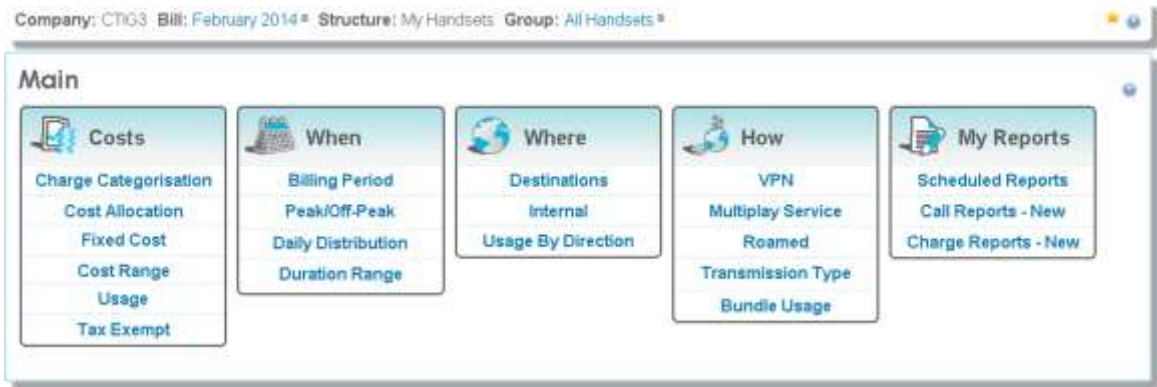 Company: CTIG3 Bill: February 2014 Structure: My Handsets Group: All Handsets
Main
Costs
Charge Categorisation
Cost Allocation
Fixed Cost
Cost Range
Usage
Tax Exempt
When
Billing Period
Peak/Off-Peak
Daily Distribution
Duration Range
Where
Destinations
Internal
Usage By Direction
How
VPN
Multiplay Service
Roamed
Transmission Type
Bundle Usage
My Reports
Scheduled Reports
Call Reports - New
Charge Reports - New